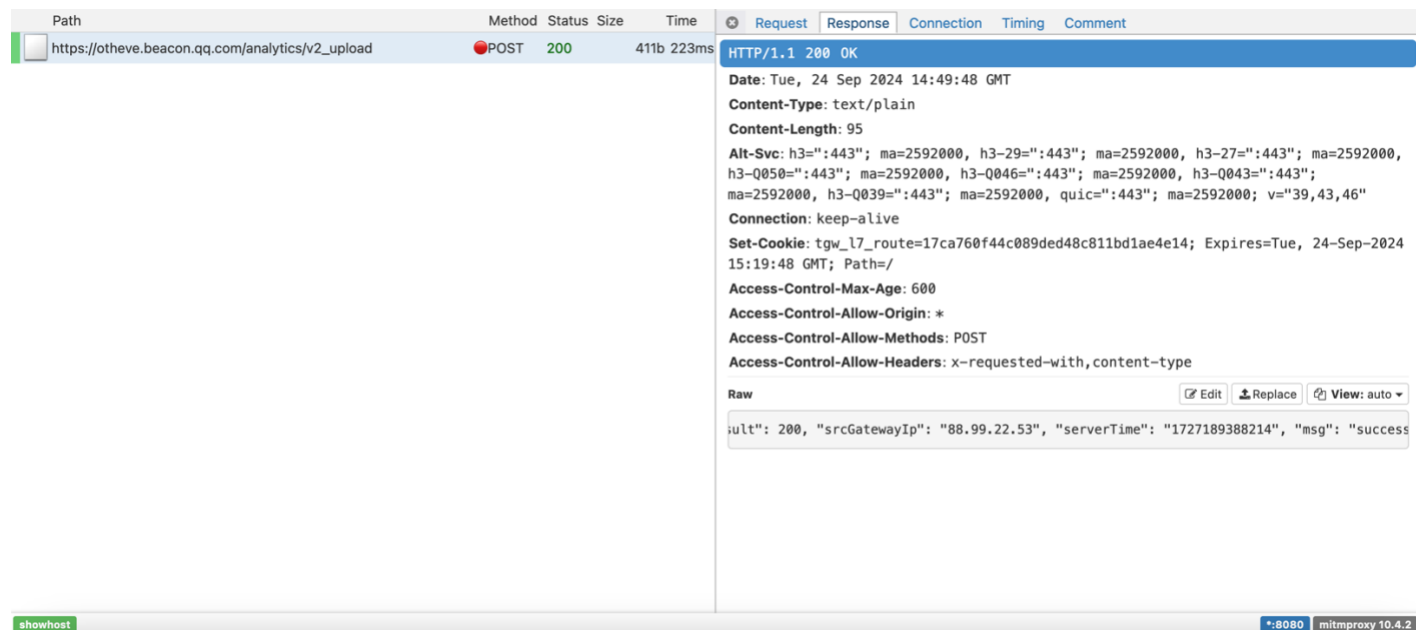 Path Method Status Size Time
https://otheve.beacon.qq.com/analytics/v2_upload POST 200 411b 223ms
Request Response Connection Timing Comment
HTTP/1.1 200 OK
Date: Tue, 24 Sep 2024 14:49:48 GMT
Content-Type: text/plain
Content-Length: 95
Alt-Svc: h3=":443"; ma=2592000, h3-29=":443"; ma=2592000, h3-27=":443"; ma=2592000,
h3-Q050=":443"; ma=2592000, h3-Q046=":443"; ma=2592000, h3-Q043=":443";
ma=2592000, h3-Q039=":443"; ma=2592000, quic=":443"; ma=2592000; v="39,43,46"
Connection: keep-alive
Set-Cookie: tgw_l7_route=17ca760f44c089ded48c811bd1ae4e14; Expires=Tue, 24-Sep-2024
15:19:48 GMT; Path=/
Access-Control-Max-Age: 600
Access-Control-Allow-Origin: *
Access-Control-Allow-Methods: POST
Access-Control-Allow-Headers: x-requested-with,content-type
Raw Edit Replace View: auto
sult": 200, "srcGatewayIp": "88.99.22.53", "serverTime": "1727189388214", "msg": "success
showhost *:8080 mitmproxy 10.4.2